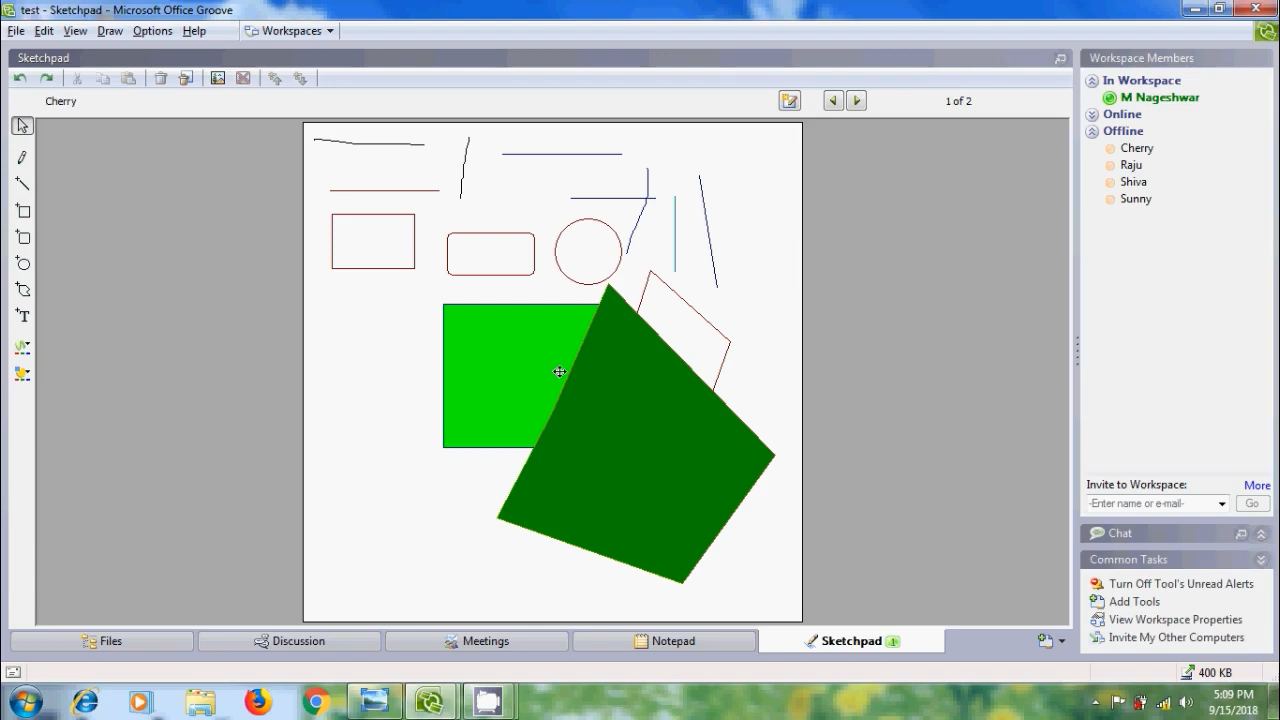 test - Sketchpad - Microsoft Office Groove
File Edit View Draw Options Help Workspaces
Sketchpad
Cherry
1 of 2
T
Workspace Members
In Workspace
M Nageshwar
Online
Offline
Cherry
Raju
Shiva
Sunny
Invite to Workspace: More
-Enter name or e-mail- Go
Chat
Common Tasks
Turn Off Tool's Unread Alerts
Add Tools
View Workspace Properties
Invite My Other Computers
Files Discussion Meetings Notepad Sketchpad
400 KB
5:09 PM
9/15/2018